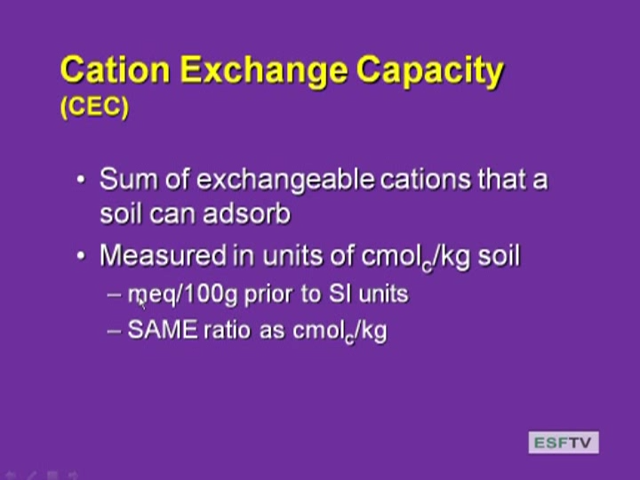 Cation Exchange Capacity
(CEC)
• Sum of exchangeable cations that a
soil can adsorb
• Measured in units of cmolc/kg soil
– meq/100g prior to SI units
– SAME ratio as cmolc/kg
ESFTV